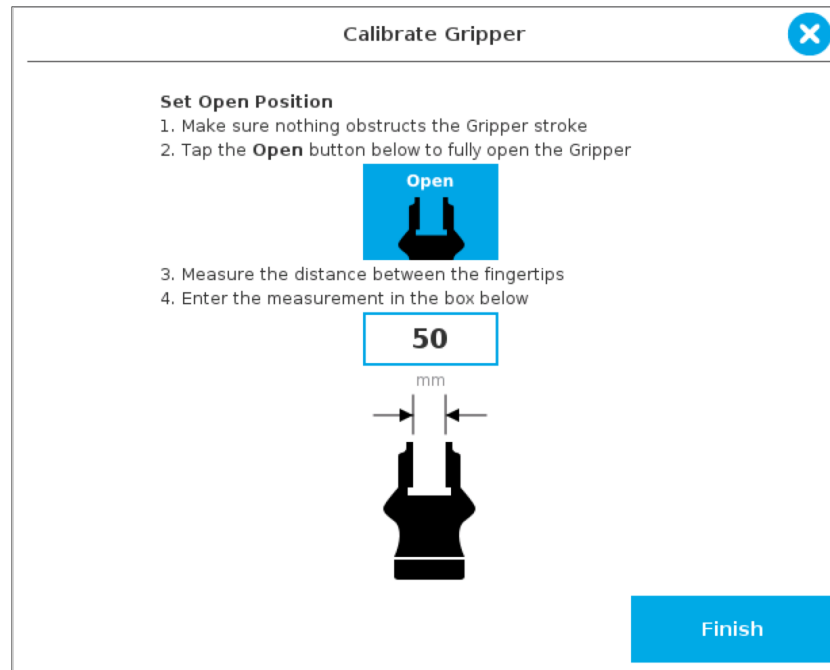 Calibrate Gripper
Set Open Position
1. Make sure nothing obstructs the Gripper stroke
2. Tap the Open button below to fully open the Gripper
Open
3. Measure the distance between the fingertips
4. Enter the measurement in the box below
50
mm
Finish